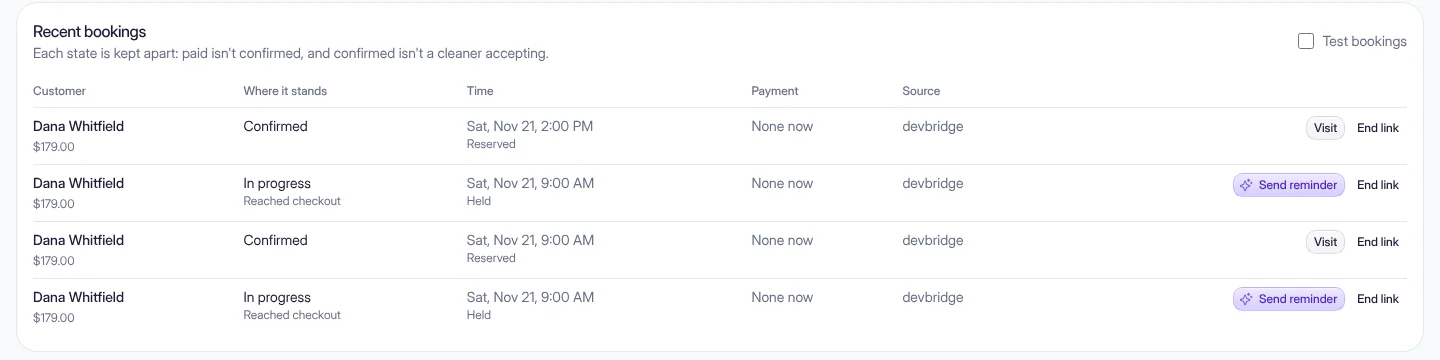 Recent bookings
Each state is kept apart: paid isn't confirmed, and confirmed isn't a cleaner accepting.
Test bookings
Customer Where it stands Time Payment Source
Dana Whitfield Confirmed Sat, Nov 21, 2:00 PM None now devbridge Visit End link
$179.00 Reserved
Dana Whitfield In progress Sat, Nov 21, 9:00 AM None now devbridge Send reminder End link
$179.00 Reached checkout Held
Dana Whitfield Confirmed Sat, Nov 21, 9:00 AM None now devbridge Visit End link
$179.00 Reserved
Dana Whitfield In progress Sat, Nov 21, 9:00 AM None now devbridge Send reminder End link
$179.00 Reached checkout Held